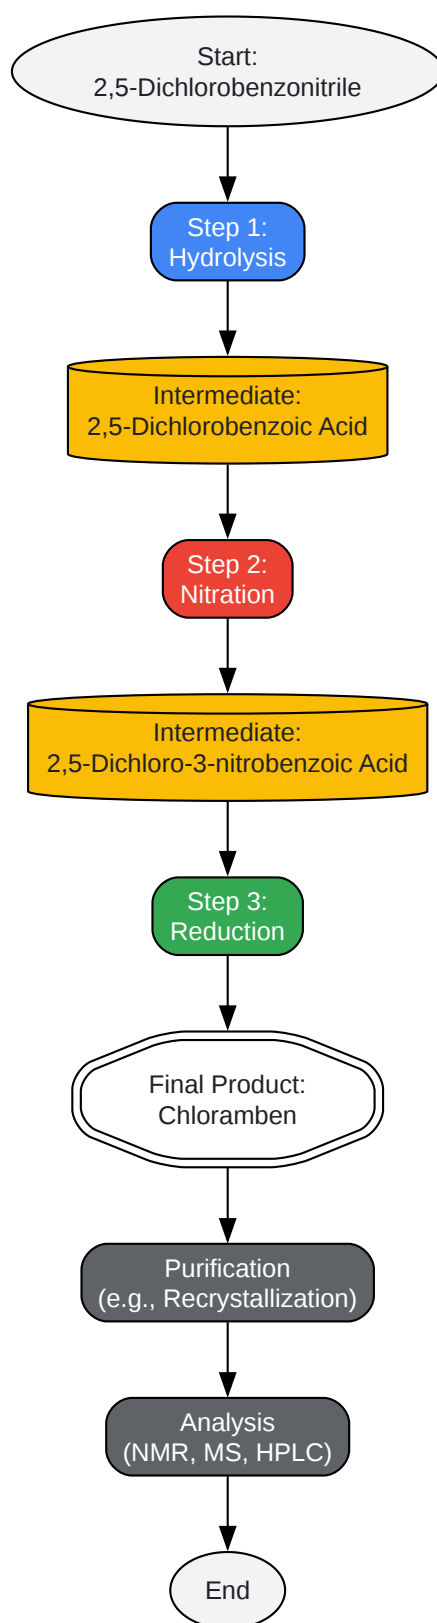 Start:
2,5-Dichlorobenzonitrile
Step 1:
Hydrolysis
Intermediate:
2,5-Dichlorobenzoic Acid
Step 2:
Nitration
Intermediate:
2,5-Dichloro-3-nitrobenzoic Acid
Step 3:
Reduction
Final Product:
Chloramben
Purification
(e.g., Recrystallization)
Analysis
(NMR, MS, HPLC)
End